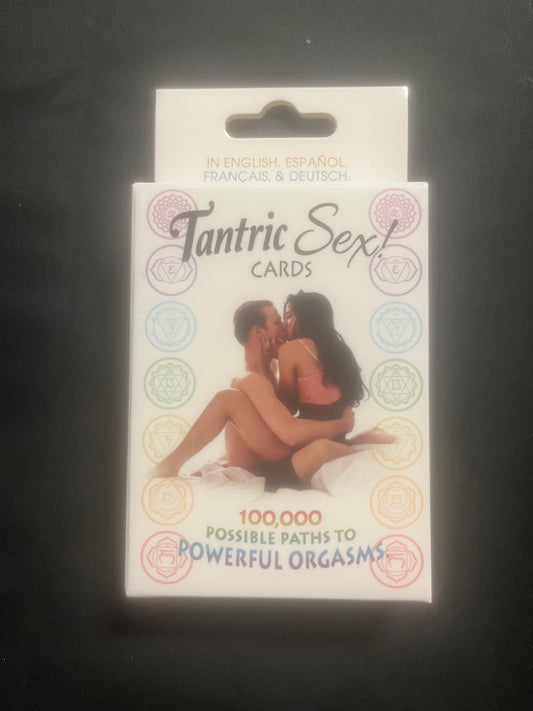 IN ENGLISH, ESPAÑOL,
FRANÇAIS, & DEUTSCH.
Tantric Sex!
CARDS
100,000
POSSIBLE PATHS TO
POWERFUL ORGASMS.